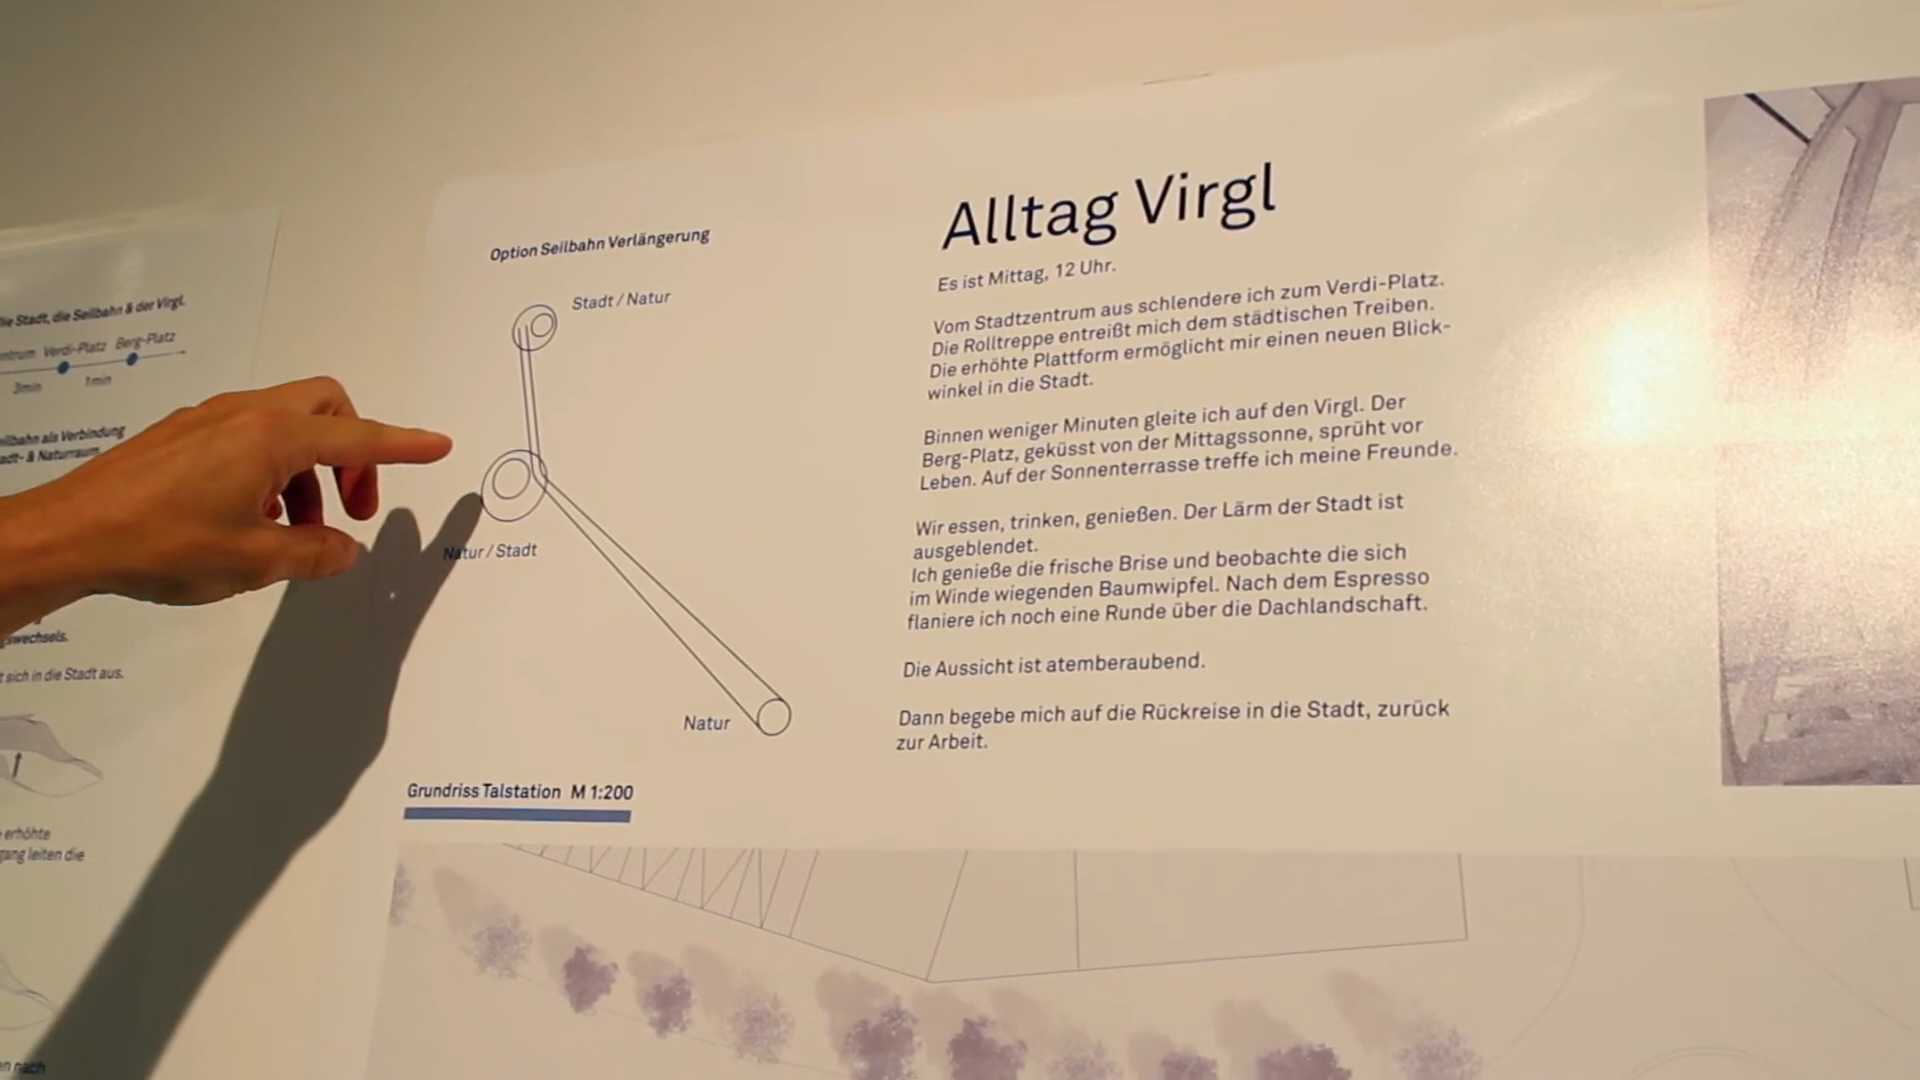 Die Stadt, die Seilbahn & der Virgl.
Verdi-Platz Berg-Platz
3min 1min
als Verbindung
& Naturraum
sich in die Stadt aus.
erhöhte
leiten die
nach
Option Seilbahn Verlängerung
Stadt / Natur
Natur / Stadt
Natur
Grundriss Talstation M 1:200
Alltag Virgl
Es ist Mittag, 12 Uhr.
Vom Stadtzentrum aus schlendere ich zum Verdi-Platz.
Die Rolltreppe entreißt mich dem städtischen Treiben.
Die erhöhte Plattform ermöglicht mir einen neuen Blick-
winkel in die Stadt.
Binnen weniger Minuten gleite ich auf den Virgl. Der
Berg-Platz, geküsst von der Mittagssonne, sprüht vor
Leben. Auf der Sonnenterrasse treffe ich meine Freunde.
Wir essen, trinken, genießen. Der Lärm der Stadt ist
ausgeblendet.
Ich genieße die frische Brise und beobachte die sich
im Winde wiegenden Baumwipfel. Nach dem Espresso
flaniere ich noch eine Runde über die Dachlandschaft.
Die Aussicht ist atemberaubend.
Dann begebe mich auf die Rückreise in die Stadt, zurück
zur Arbeit.